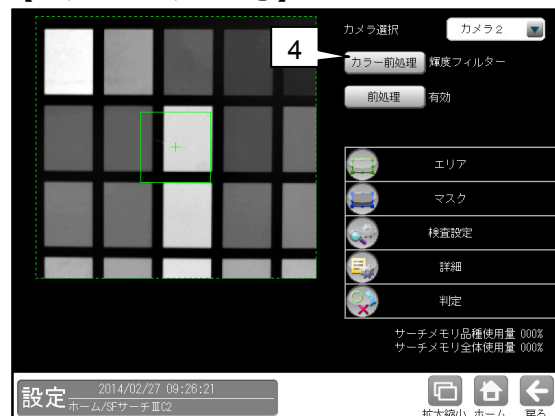 カメラ選択 カメラ2
4
カラー前処理 輝度フィルター
前処理 有効
エリア
マスク
検査設定
詳細
判定
サーチメモリ品種使用量 000%
サーチメモリ全体使用量 000%
設定 2014/02/27 09:26:21
ホーム/SFサーチⅢC2
拡大縮小 ホーム 戻る